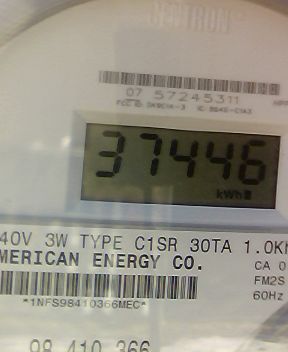 CENTRON®
07 57245311
37446
kWh
40V 3W TYPE C1SR 30TA 1.0K
MERICAN ENERGY CO.
CA 0
FM2S
*1NFS98410366MEC*
60Hz
98 410 366